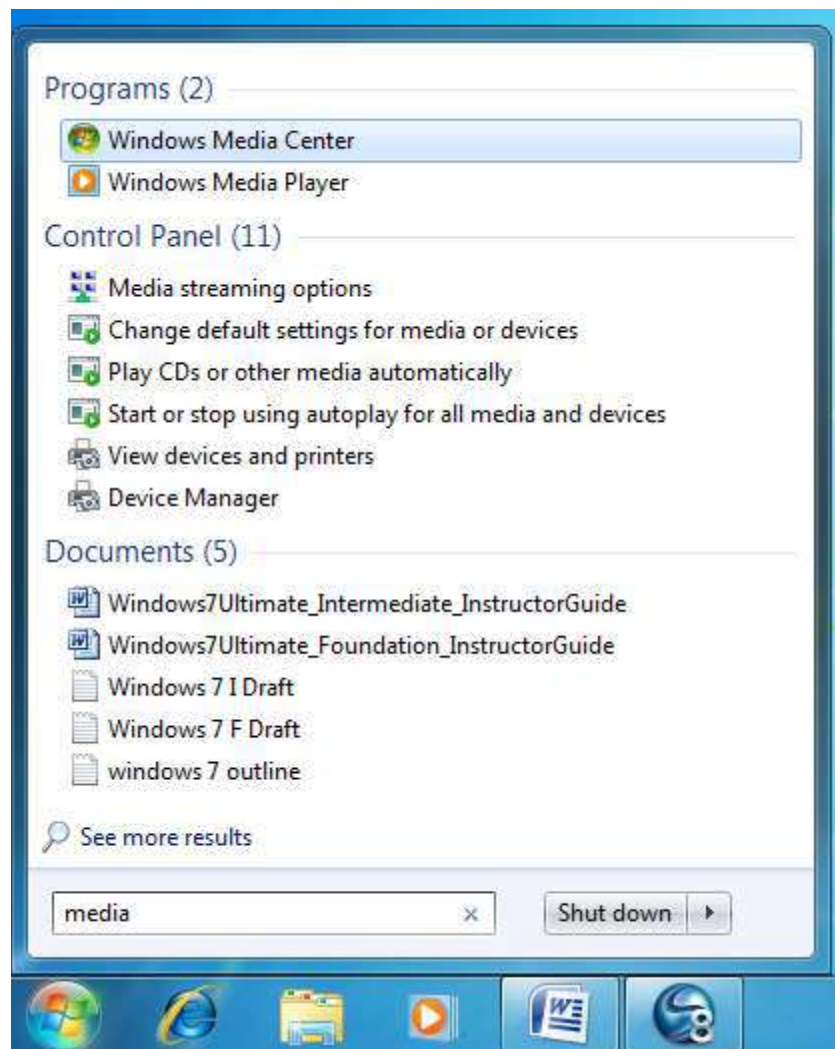 Programs (2)
Windows Media Center
Windows Media Player
Control Panel (11)
Media streaming options
Change default settings for media or devices
Play CDs or other media automatically
Start or stop using autoplay for all media and devices
View devices and printers
Device Manager
Documents (5)
Windows7Ultimate_Intermediate_InstructorGuide
Windows7Ultimate_Foundation_InstructorGuide
Windows 7 I Draft
Windows 7 F Draft
windows 7 outline
See more results
media
Shut down